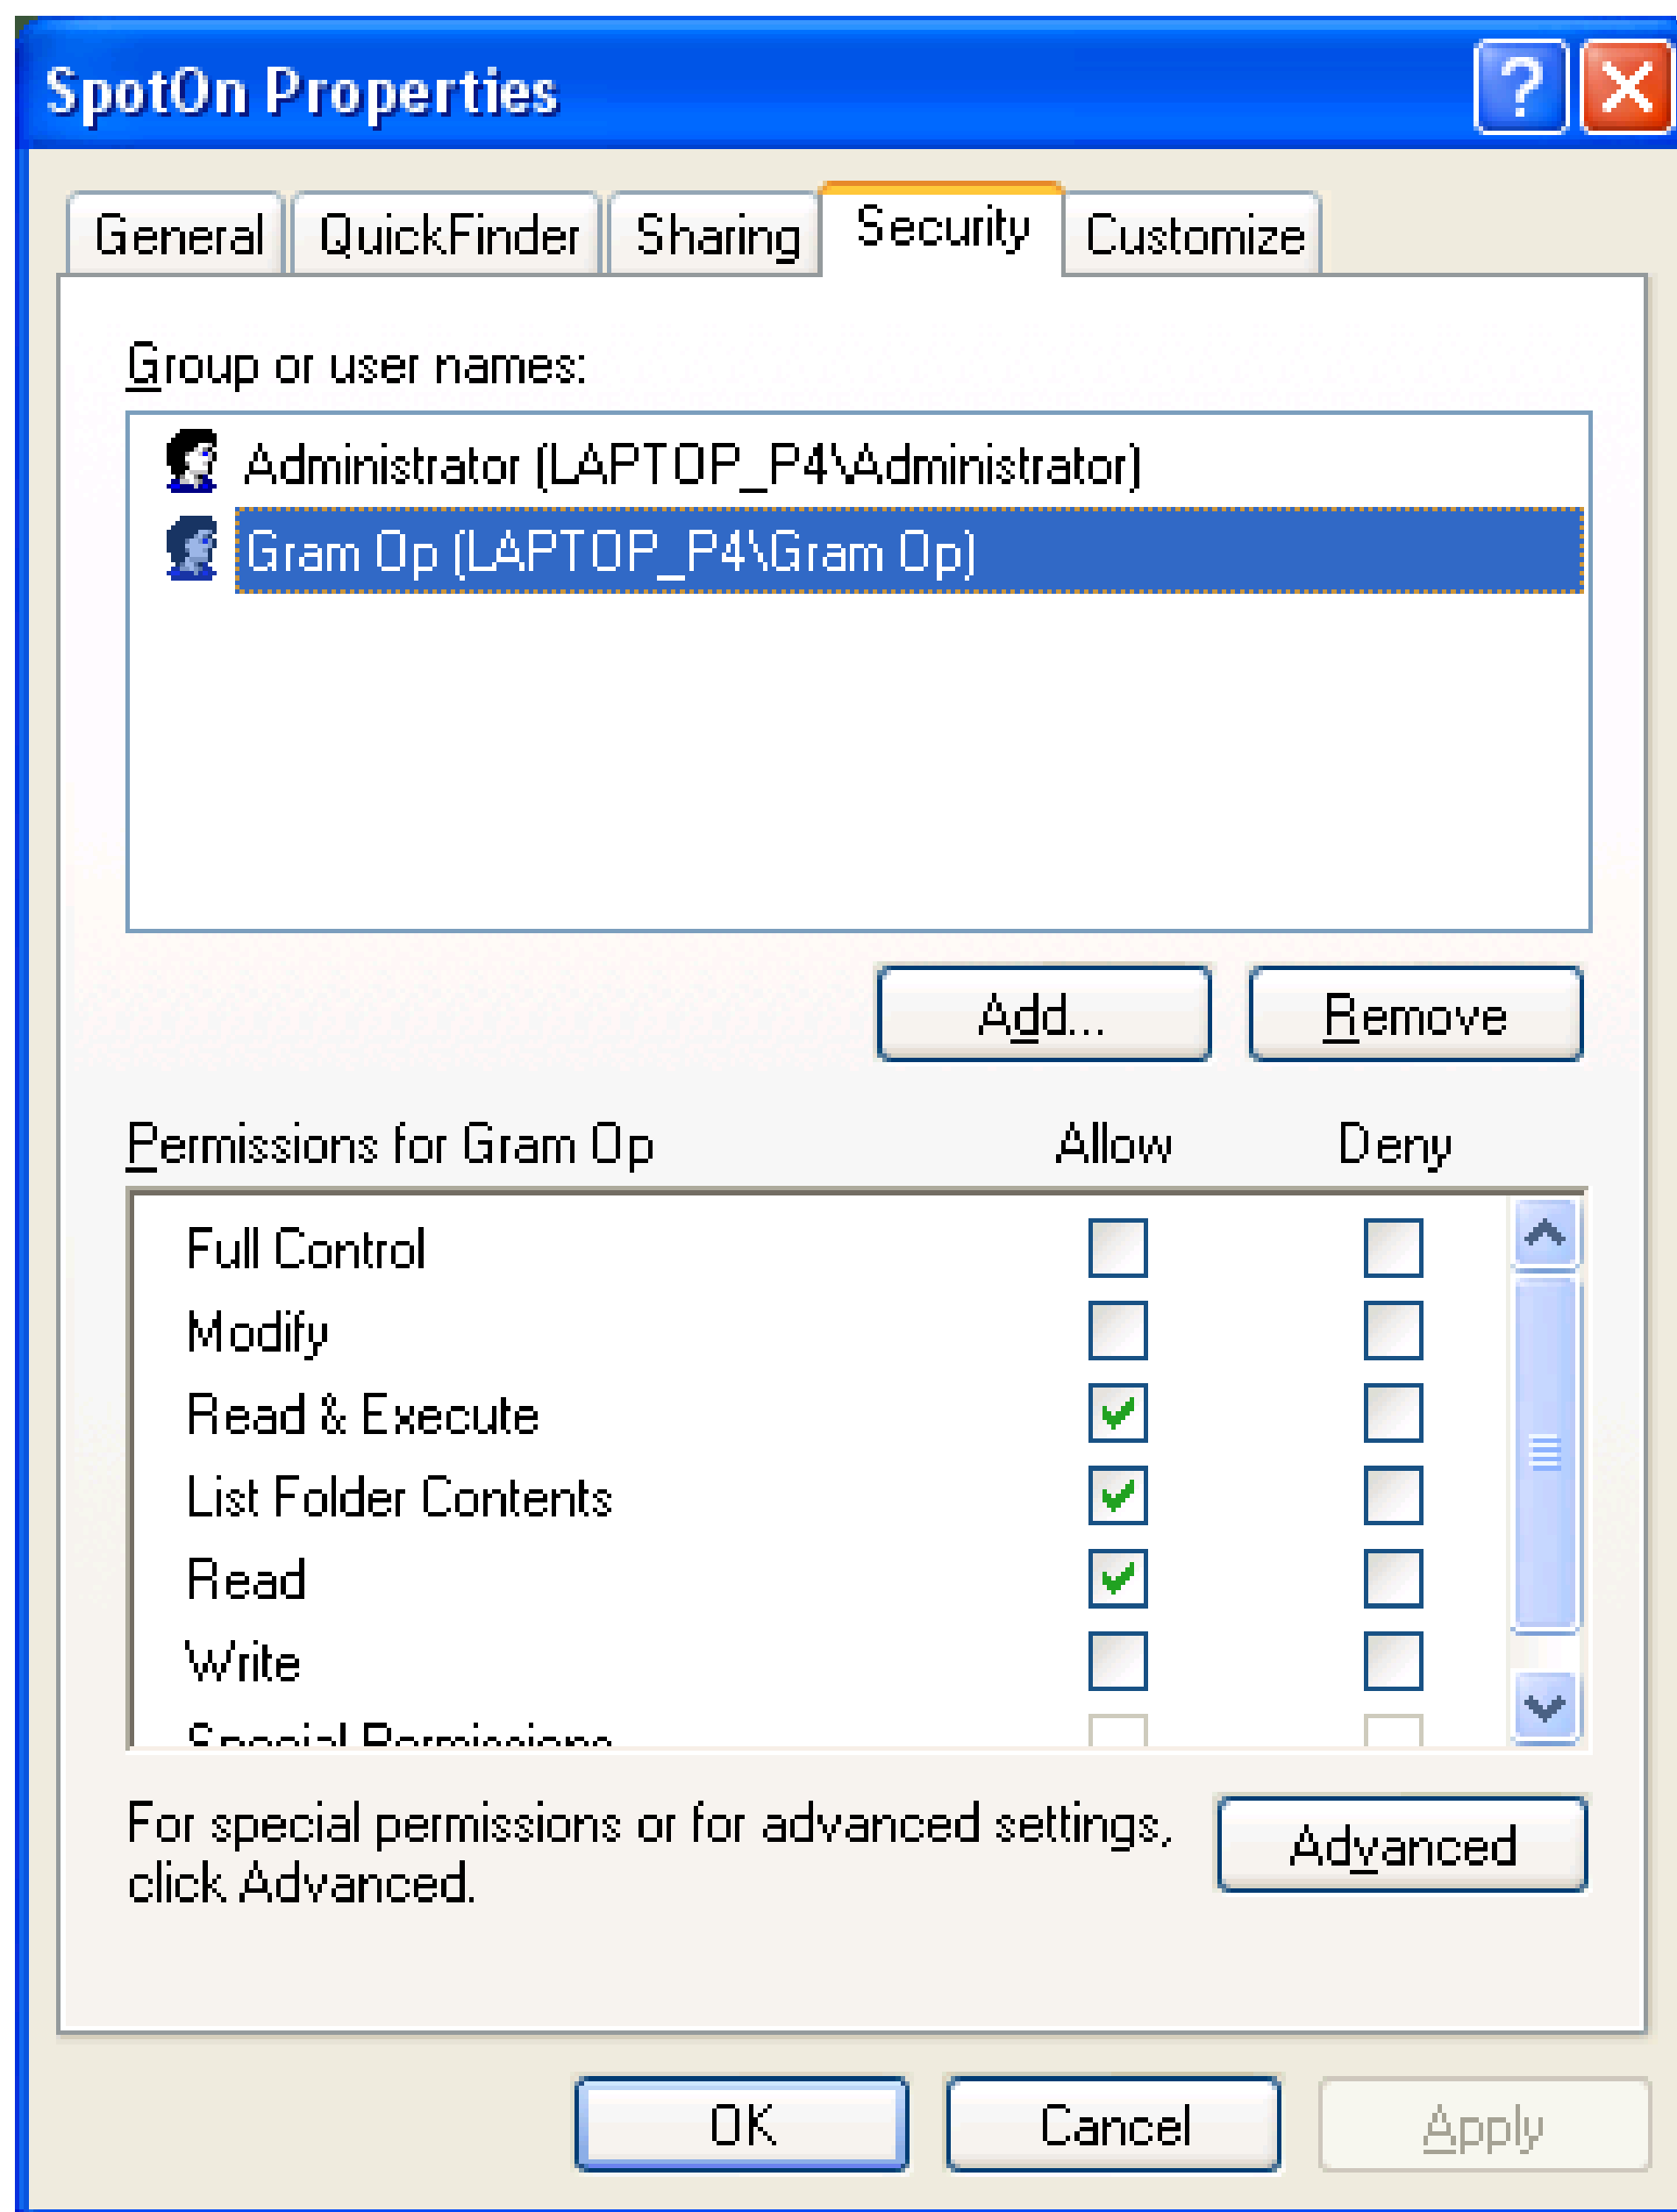 SpotOn Properties
General QuickFinder Sharing Security Customize
Group or user names:
Administrator (LAPTOP_P4\Administrator)
Gram Op (LAPTOP_P4\Gram Op)
Add... Remove
Permissions for Gram Op Allow Deny
Full Control
Modify
Read & Execute
List Folder Contents
Read
Write
Special Permissions
For special permissions or for advanced settings,
click Advanced.
Advanced
OK Cancel Apply